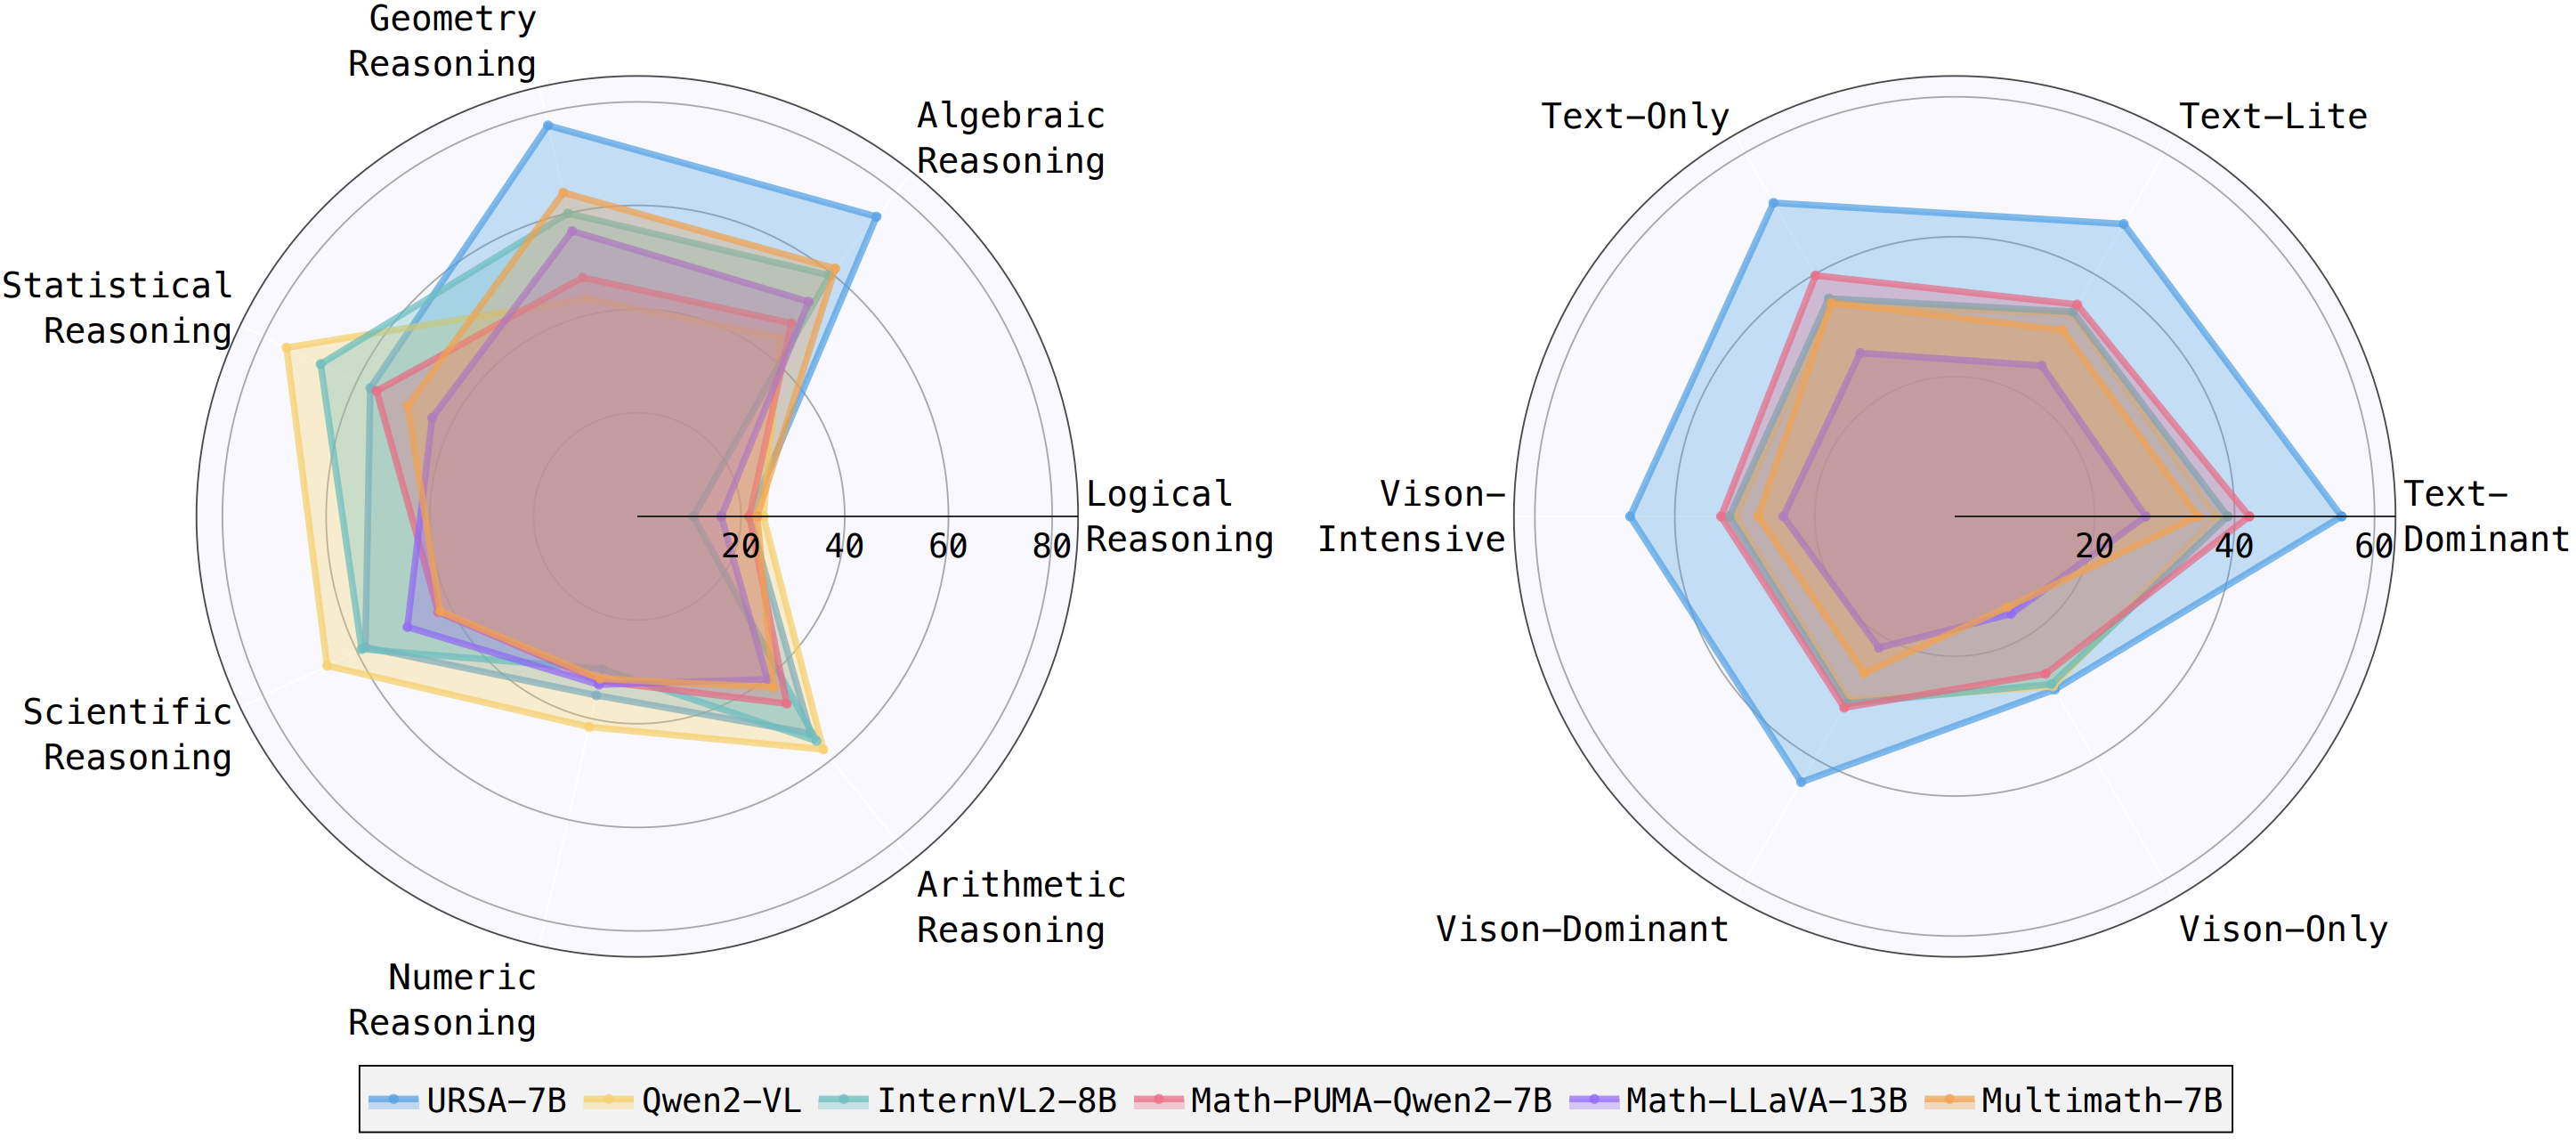 Geometry
Reasoning
Algebraic
Reasoning
Statistical
Reasoning
Logical
Reasoning
20 40 60 80
Scientific
Reasoning
Arithmetic
Reasoning
Numeric
Reasoning
Text-Only
Text-Lite
Vison-
Intensive
Text-
Dominant
20 40 60
Vison-Dominant
Vison-Only
URSA-7B Qwen2-VL InternVL2-8B Math-PUMA-Qwen2-7B Math-LLaVA-13B Multimath-7B